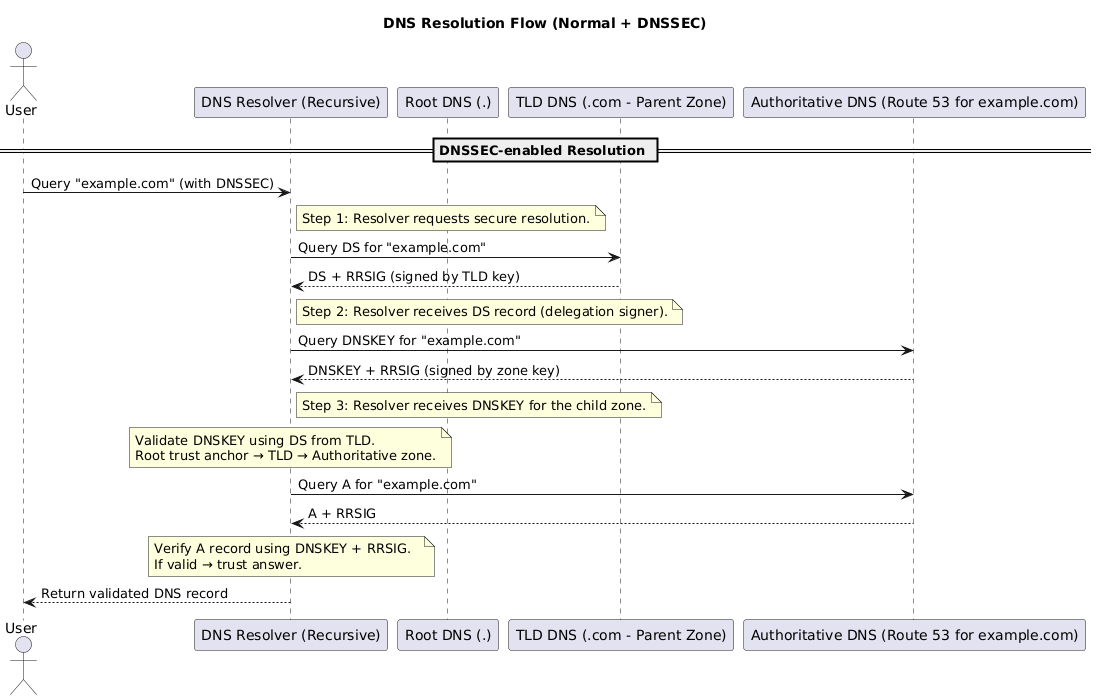 DNS Resolution Flow (Normal + DNSSEC)
User
DNS Resolver (Recursive)
Root DNS (.)
TLD DNS (.com - Parent Zone)
Authoritative DNS (Route 53 for example.com)
DNSSEC-enabled Resolution
Query "example.com" (with DNSSEC)
Step 1: Resolver requests secure resolution.
Query DS for "example.com"
DS + RRSIG (signed by TLD key)
Step 2: Resolver receives DS record (delegation signer).
Query DNSKEY for "example.com"
DNSKEY + RRSIG (signed by zone key)
Step 3: Resolver receives DNSKEY for the child zone.
Validate DNSKEY using DS from TLD.
Root trust anchor → TLD → Authoritative zone.
Query A for "example.com"
A + RRSIG
Verify A record using DNSKEY + RRSIG.
If valid → trust answer.
Return validated DNS record
User
DNS Resolver (Recursive)
Root DNS (.)
TLD DNS (.com - Parent Zone)
Authoritative DNS (Route 53 for example.com)